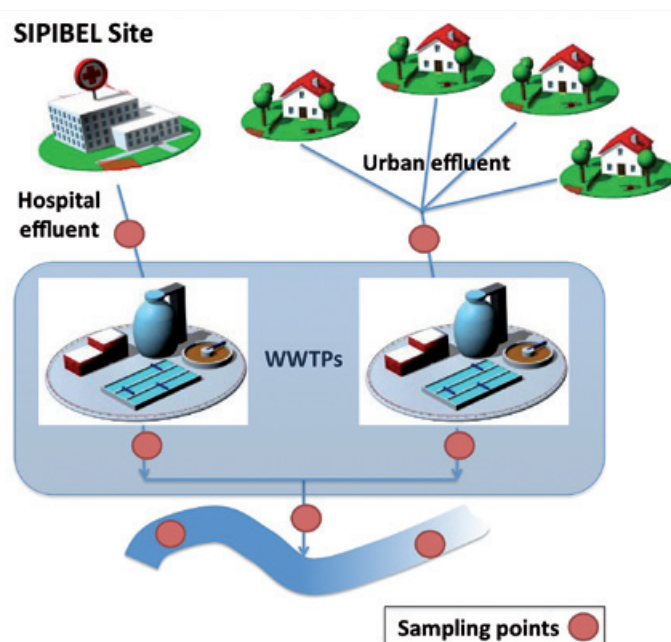 SIPIBEL Site
Urban effluent
Hospital
effluent
WWTPs
Sampling points